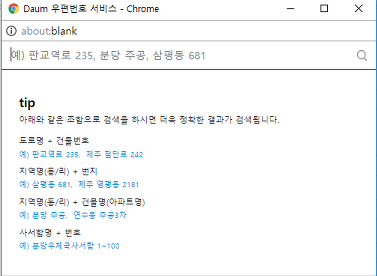 Daum 우편번호 서비스 - Chrome
about:blank
예) 판교역로 235, 분당 주공, 삼평동 681
tip
아래와 같은 조합으로 검색을 하시면 더욱 정확한 결과가 검색됩니다.
도로명 + 건물번호
예) 판교역로 235, 제주 첨단로 242
지역명(동/리) + 번지
예) 삼평동 681, 제주 영평동 2181
지역명(동/리) + 건물명(아파트명)
예) 분당 주공, 연수동 주공3차
사서함명 + 번호
예) 분당우체국사서함 1~100